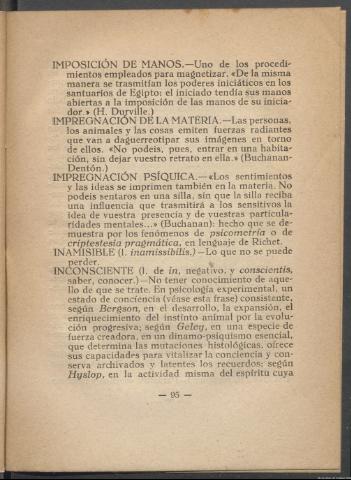 IMPOSICIÓN DE MANOS.—Uno de los procedi-
mientos empleados para magnetizar. «De la misma
manera se trasmitían los poderes iniciáticos en los
santuarios de Egipto: el iniciado tendía sus manos
abiertas a la imposición de las manos de su inicia-
dor.» (H. Durville.)
IMPREGNACIÓN DE LA MATERIA.—Las personas,
los animales y las cosas emiten fuerzas radiantes
que van a daguerreotipar sus imágenes en torno
de ellos. «No podeis, pues, entrar en una habita-
ción, sin dejar vuestro retrato en ella.» (Buchanan-
Dentón.)
IMPREGNACIÓN PSÍQUICA.—«Los sentimientos
y las ideas se imprimen también en la materia. No
podeis sentaros en una silla, sin que la silla reciba
una influencia que trasmitirá a los sensitivos la
idea de vuestra presencia y de vuestras particula-
ridades mentales...» (Buchanan): hecho que se de-
muestra por los fenómenos de psicometría o de
criptestesia pragmática, en lenguaje de Richet.
INAMISIBLE (l. inamissibilis.)—Lo que no se puede
perder.
INCONSCIENTE (l. de in, negativo, y conscientis,
saber, conocer.)—No tener conocimiento de aque-
llo de que se trate. En psicología experimental, un
estado de conciencia (véase esta frase) consistente,
según Bergson, en el desarrollo, la expansión, el
enriquecimiento del instinto animal por la evolu-
ción progresiva; según Geley, en una especie de
fuerza creadora, en un dinamo-psiquismo esencial,
que determina las mutaciones histológicas, ofrece
sus capacidades para vitalizar la conciencia y con-
serva archivados y latentes los recuerdos; según
Hyslop, en la actividad misma del espíritu cuya
— 95 —